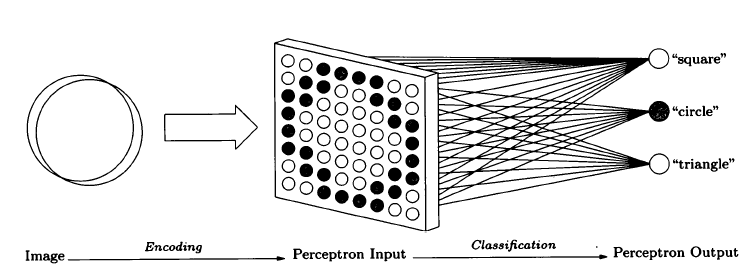 "square"
"circle"
"triangle"
Image
Encoding
Perceptron Input
Classification
Perceptron Output